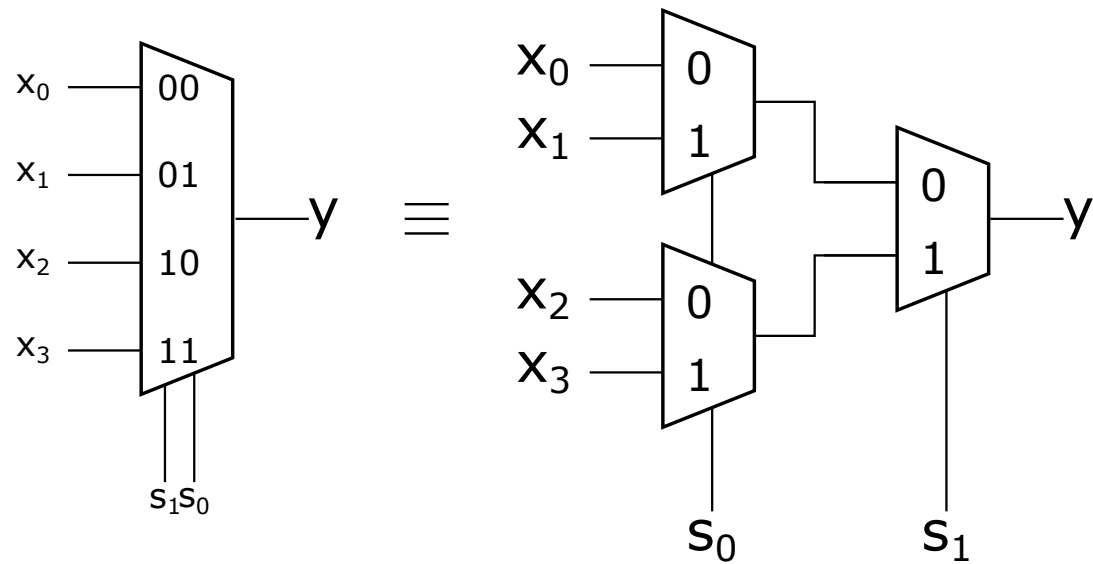 x₀ 00
x₁ 01
x₂ 10
x₃ 11
y
s₁s₀
≡
x₀ 0
x₁ 1
x₂ 0
x₃ 1
s₀
0
1
y
s₁